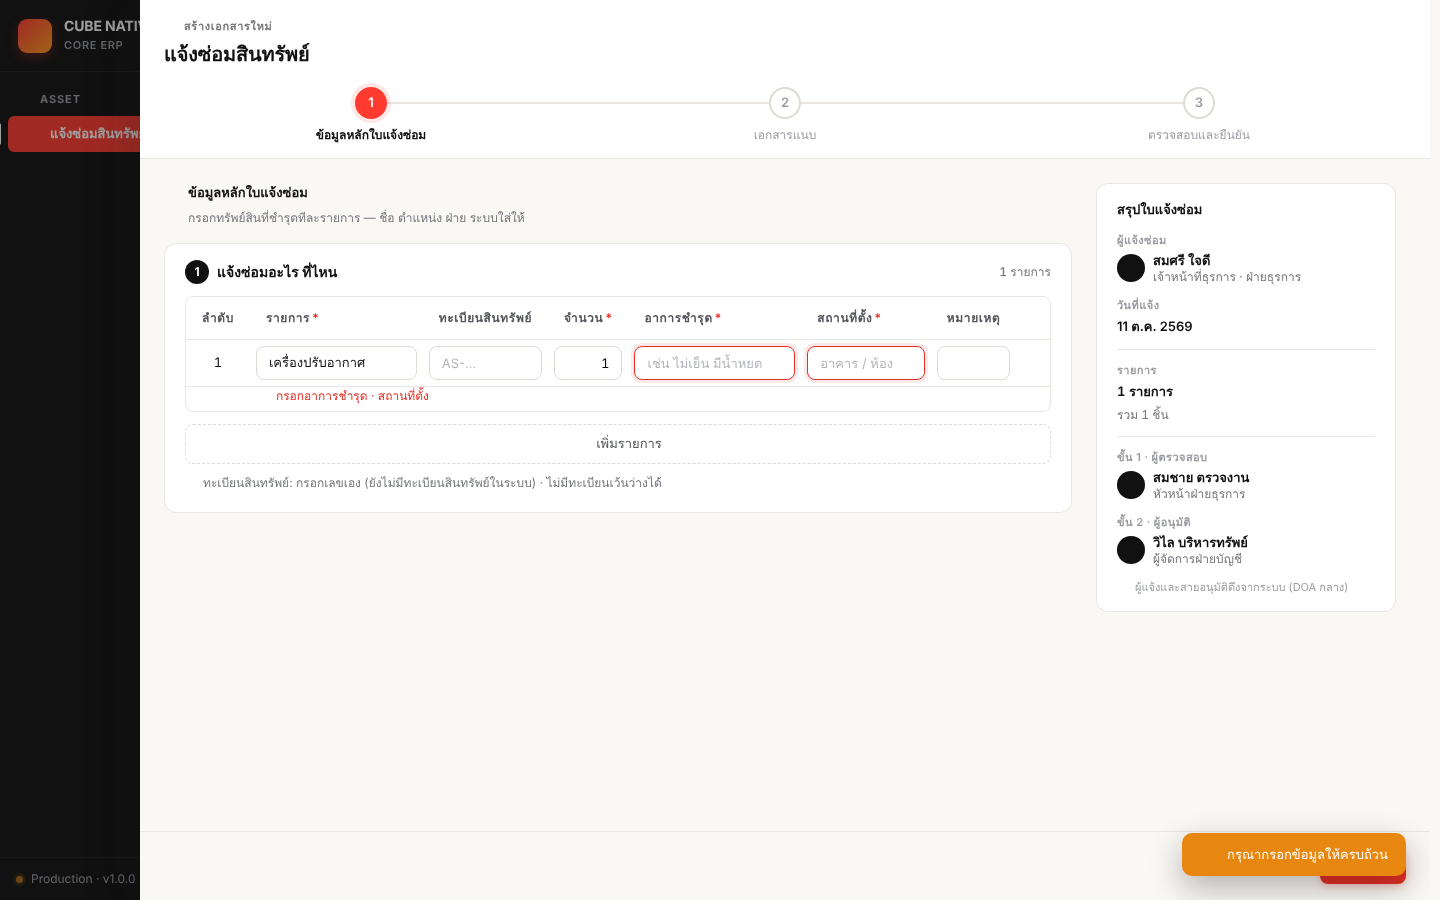 CUBE NATIV
CORE ERP
ASSET
แจ้งซ่อมสินทรัพ
Production · v1.0.0
สร้างเอกสารใหม่
แจ้งซ่อมสินทรัพย์
1
2
3
ข้อมูลหลักใบแจ้งซ่อม
เอกสารแนบ
ตรวจสอบและยืนยัน
ข้อมูลหลักใบแจ้งซ่อม
กรอกทรัพย์สินที่ชำรุดทีละรายการ — ชื่อ ตำแหน่ง ฝ่าย ระบบใส่ให้
1 แจ้งซ่อมอะไร ที่ไหน 1 รายการ
ลำดับ รายการ * ทะเบียนสินทรัพย์ จำนวน * อาการชำรุด * สถานที่ตั้ง * หมายเหตุ
1 เครื่องปรับอากาศ AS-... 1 เช่น ไม่เย็น มีน้ำหยด อาคาร / ห้อง
กรอกอาการชำรุด · สถานที่ตั้ง
เพิ่มรายการ
ทะเบียนสินทรัพย์: กรอกเลขเอง (ยังไม่มีทะเบียนสินทรัพย์ในระบบ) · ไม่มีทะเบียนเว้นว่างได้
สรุปใบแจ้งซ่อม
ผู้แจ้งซ่อม
สมศรี ใจดี
เจ้าหน้าที่ธุรการ · ฝ่ายธุรการ
วันที่แจ้ง
11 ต.ค. 2569
รายการ
1 รายการ
รวม 1 ชิ้น
ขั้น 1 · ผู้ตรวจสอบ
สมชาย ตรวจงาน
หัวหน้าฝ่ายธุรการ
ขั้น 2 · ผู้อนุมัติ
วิไล บริหารทรัพย์
ผู้จัดการฝ่ายบัญชี
ผู้แจ้งและสายอนุมัติดึงจากระบบ (DOA กลาง)
กรุณากรอกข้อมูลให้ครบถ้วน